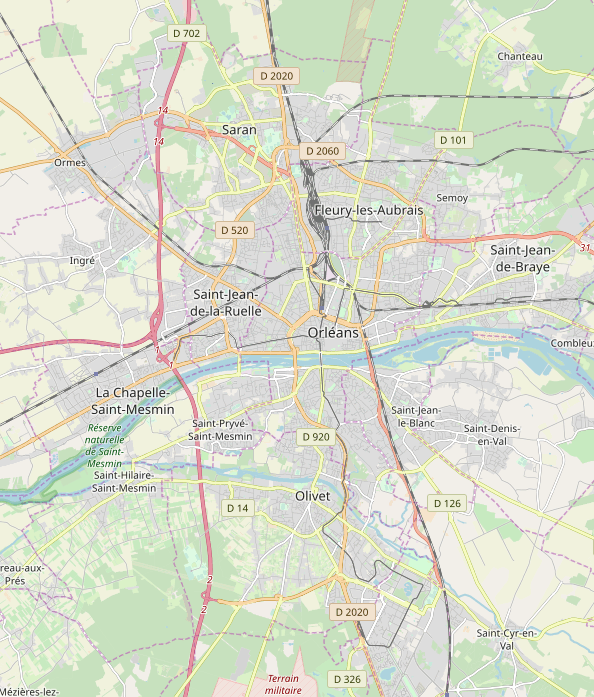 D 702
Chanteau
D 2020
14
Saran
14
D 101
D 2060
Ormes
Semoy
Fleury-les-Aubrais
D 520
31
Saint-Jean-
de-Braye
Ingré
Saint-Jean-
de-la-Ruelle
Orléans
Combleu
1
La Chapelle-
Saint-Mesmin
Saint-Jean-
le-Blanc
Saint-Pryvé-
Saint-Mesmin
Saint-Denis-
en-Val
D 920
Réserve
naturelle
de Saint-
Mesmin
Saint-Hilaire-
Saint-Mesmin
Olivet
D 14
D 126
reau-aux-
Prés
2
2
D 2020
Saint-Cyr-en-
Val
D 326
Terrain
militaire
Mézières-lez-